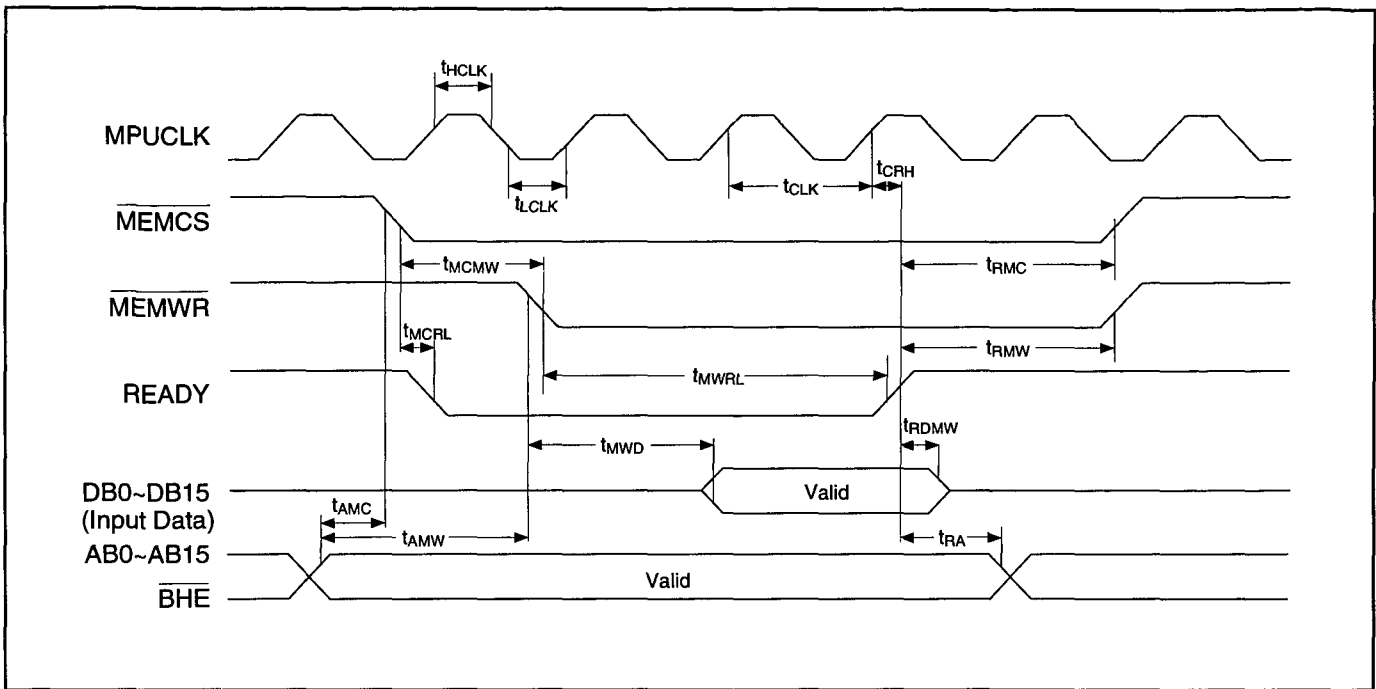 tHCLK
MPUCLK
tCRH
tLCLK
tCLK
MEMCS
tMCMW
tRMC
MEMWR
tMCRL
tRMW
READY
tMWRL
tRDMW
tMWD
DB0~DB15
Valid
(Input Data)
tAMC
tAMW
tRA
AB0~AB15
Valid
BHE